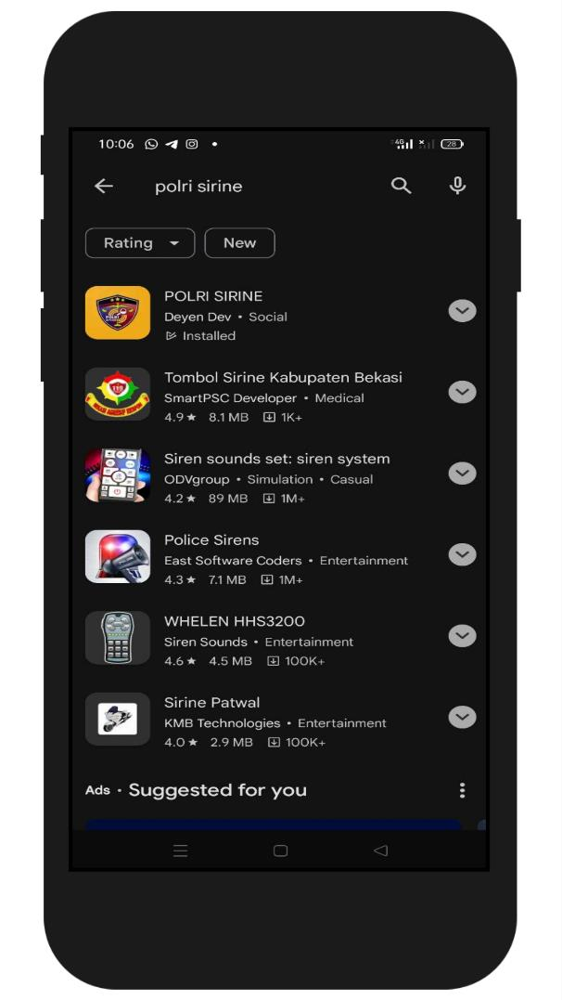 10:06 4G 28
polri sirine
Rating New
POLRI SIRINE
Deyen Dev • Social
Installed
Tombol Sirine Kabupaten Bekasi
SmartPSC Developer • Medical
4.9 ★ 8.1 MB 1K+
Siren sounds set: siren system
ODVgroup • Simulation • Casual
4.2 ★ 89 MB 1M+
Police Sirens
East Software Coders • Entertainment
4.3 ★ 7.1 MB 1M+
WHELEN HHS3200
Siren Sounds • Entertainment
4.6 ★ 4.5 MB 100K+
Sirine Patwal
KMB Technologies • Entertainment
4.0 ★ 2.9 MB 100K+
Ads • Suggested for you